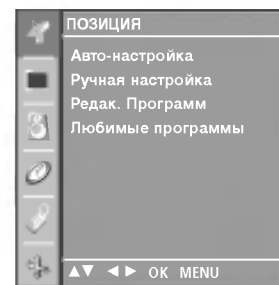 ПОЗИЦИЯ
Авто-настройка
Ручная настройка
Редак. Программ
Любимые программы
▲▼ ◄► OK MENU